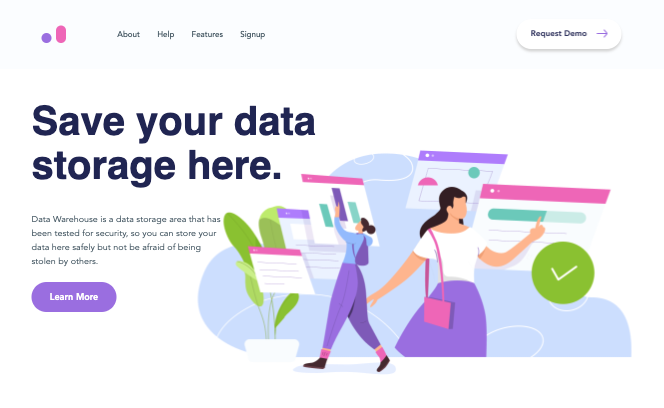 About Help Features Signup Request Demo
Save your data
storage here.
Data Warehouse is a data storage area that has
been tested for security, so you can store your
data here safely but not be afraid of being
stolen by others.
Learn More